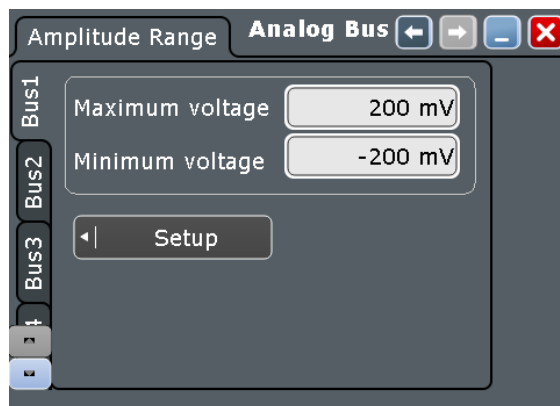 Amplitude Range Analog Bus
Bus1
Maximum voltage 200 mV
Minimum voltage -200 mV
Bus2
Setup
Bus3